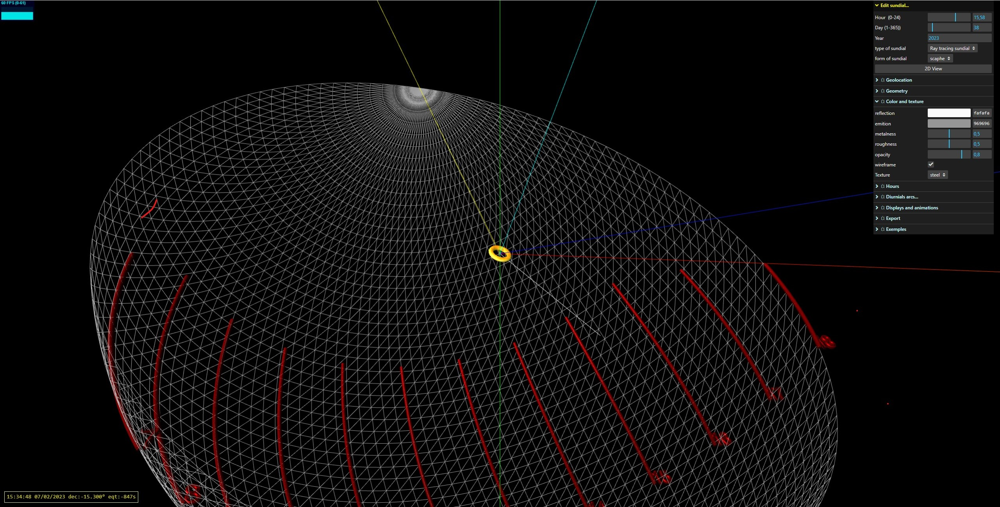 60 FPS (0-61)
Edit sundial...
Hour (0-24) 15,58
Day (1-365)) 38
Year 2023
type of sundial Ray tracing sundial
form of sundial scaphe
2D View
Geolocation
Geometry
Color and texture
reflection fafafa
emition 969696
metalness 0,5
roughness 0,5
opacity 0,8
wireframe
Texture steel
Hours
Diurnials arcs...
Displays and animations
Export
Exemples
15:34:48 07/02/2023 dec:-15.300º eqt:-847s